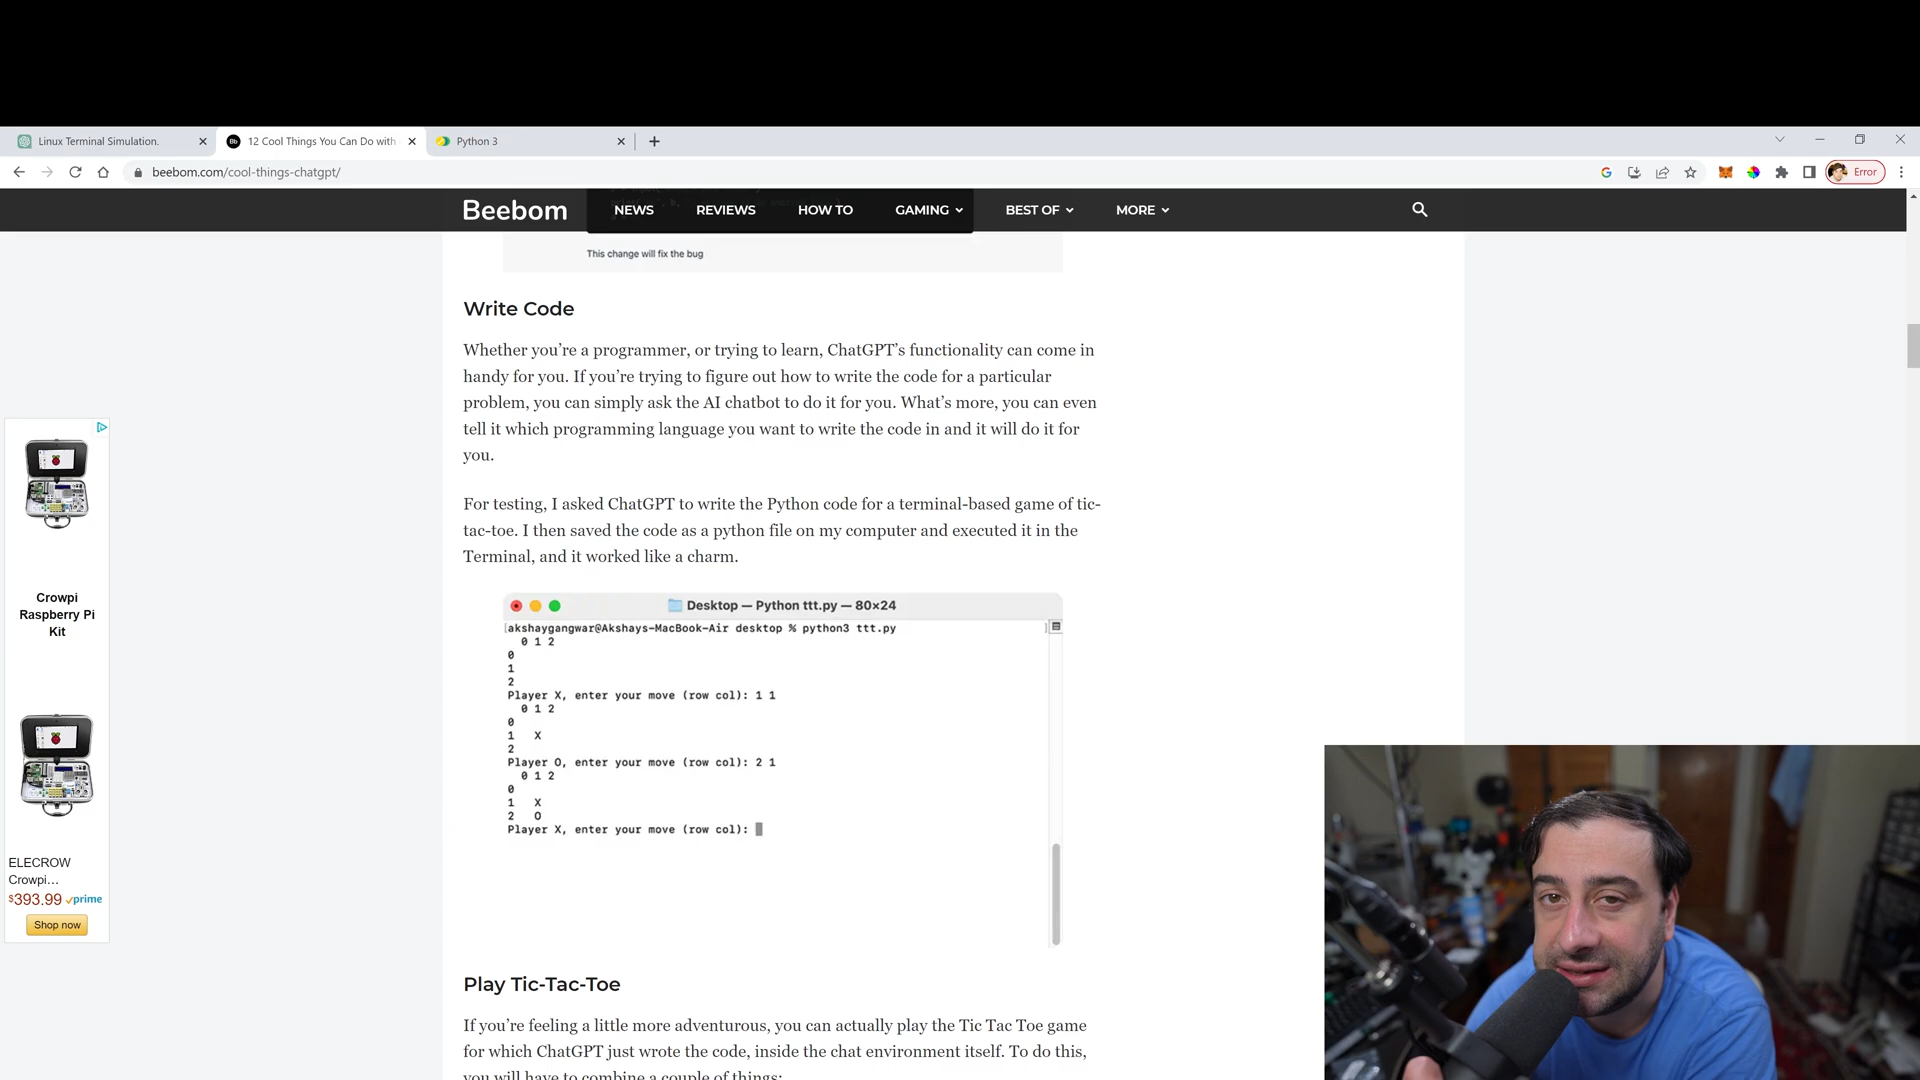 Linux Terminal Simulation.
12 Cool Things You Can Do with
Python 3
beebom.com/cool-things-chatgpt/
Error
Beebom
NEWS
REVIEWS
HOW TO
GAMING
BEST OF
MORE
This change will fix the bug
Write Code
Whether you’re a programmer, or trying to learn, ChatGPT’s functionality can come in
handy for you. If you’re trying to figure out how to write the code for a particular
problem, you can simply ask the AI chatbot to do it for you. What’s more, you can even
tell it which programming language you want to write the code in and it will do it for
you.
For testing, I asked ChatGPT to write the Python code for a terminal-based game of tic-
tac-toe. I then saved the code as a python file on my computer and executed it in the
Terminal, and it worked like a charm.
Desktop — Python ttt.py — 80×24
[akshaygangwar@Akshays-MacBook-Air desktop % python3 ttt.py ]
0 1 2
0
1
2
Player X, enter your move (row col): 1 1
0 1 2
0
1 X
2
Player O, enter your move (row col): 2 1
0 1 2
0
1 X
2 O
Player X, enter your move (row col):
Play Tic-Tac-Toe
If you’re feeling a little more adventurous, you can actually play the Tic Tac Toe game
for which ChatGPT just wrote the code, inside the chat environment itself. To do this,
you will have to combine a couple of things:
Crowpi
Raspberry Pi
Kit
ELECROW
Crowpi...
$393.99 prime
Shop now